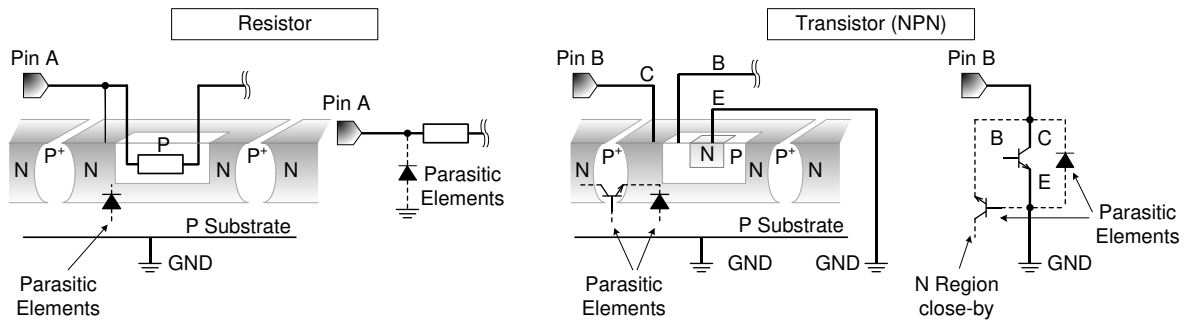 Resistor
Pin A
N
P⁺
N
P
N
P⁺
N
P Substrate
GND
Parasitic
Elements
Pin A
Parasitic
Elements
Transistor (NPN)
Pin B
C
B
E
N
P⁺
N
N
P
N
P⁺
N
P Substrate
GND
GND
Parasitic
Elements
Pin B
B
C
E
Parasitic
Elements
GND
N Region
close-by